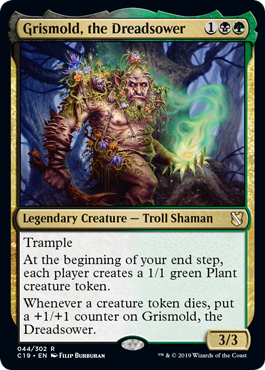 Grismold, the Dreadsower 1
Legendary Creature — Troll Shaman
Trample
At the beginning of your end step,
each player creates a 1/1 green Plant
creature token.
Whenever a creature token dies, put
a +1/+1 counter on Grismold, the
Dreadsower.
3/3
044/302 R
C19 • EN Filip Burburan
™ & © 2019 Wizards of the Coast